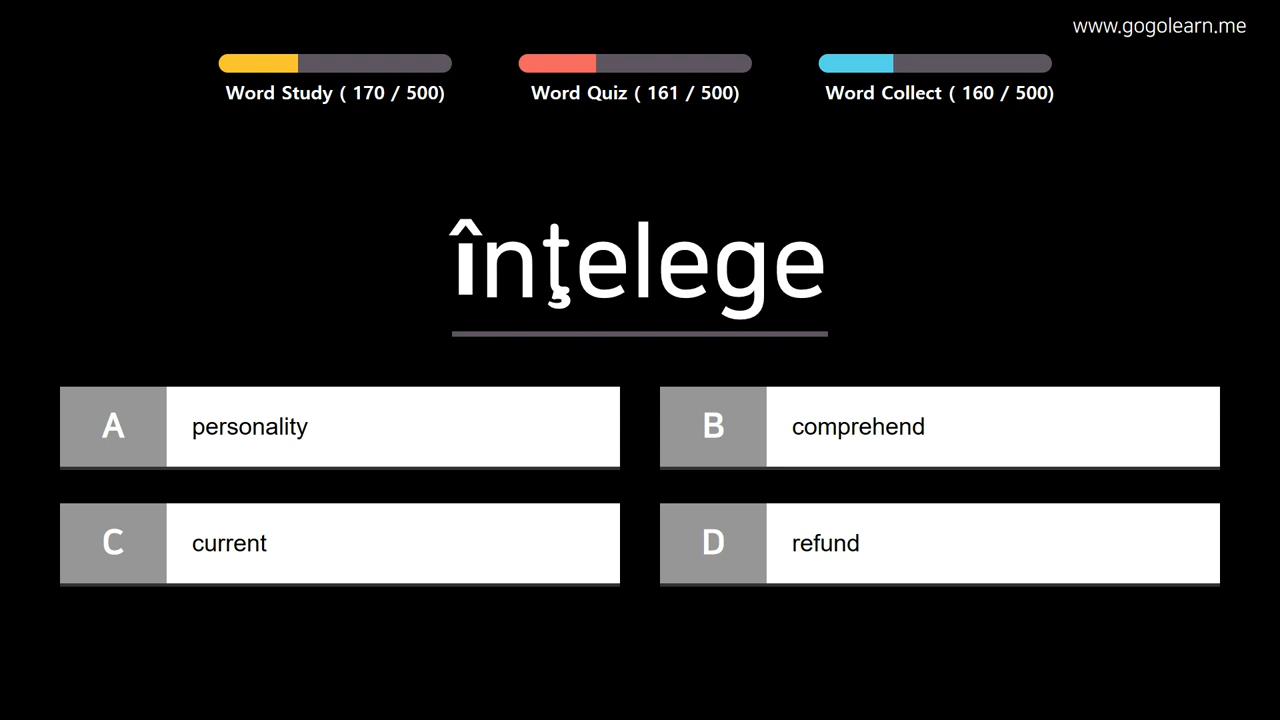 www.gogolearn.me
Word Study ( 170 / 500)
Word Quiz ( 161 / 500)
Word Collect ( 160 / 500)
înţelege
A personality
B comprehend
C current
D refund